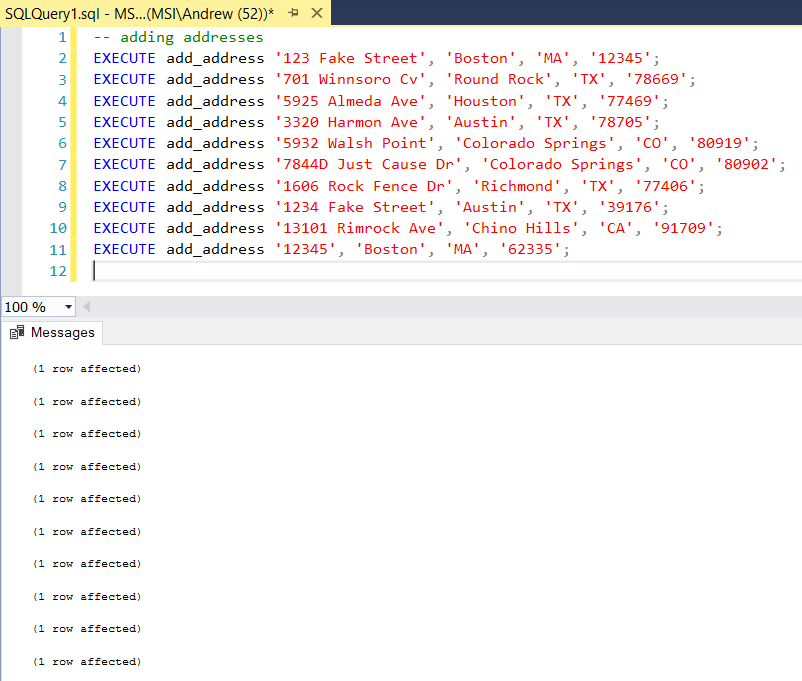 SQLQuery1.sql - MS...(MSI\Andrew (52))*
1 -- adding addresses
2 EXECUTE add_address '123 Fake Street', 'Boston', 'MA', '12345';
3 EXECUTE add_address '701 Winnsoro Cv', 'Round Rock', 'TX', '78669';
4 EXECUTE add_address '5925 Almeda Ave', 'Houston', 'TX', '77469';
5 EXECUTE add_address '3320 Harmon Ave', 'Austin', 'TX', '78705';
6 EXECUTE add_address '5932 Walsh Point', 'Colorado Springs', 'CO', '80919';
7 EXECUTE add_address '7844D Just Cause Dr', 'Colorado Springs', 'CO', '80902';
8 EXECUTE add_address '1606 Rock Fence Dr', 'Richmond', 'TX', '77406';
9 EXECUTE add_address '1234 Fake Street', 'Austin', 'TX', '39176';
10 EXECUTE add_address '13101 Rimrock Ave', 'Chino Hills', 'CA', '91709';
11 EXECUTE add_address '12345', 'Boston', 'MA', '62335';
12
100 %
Messages
(1 row affected)
(1 row affected)
(1 row affected)
(1 row affected)
(1 row affected)
(1 row affected)
(1 row affected)
(1 row affected)
(1 row affected)
(1 row affected)